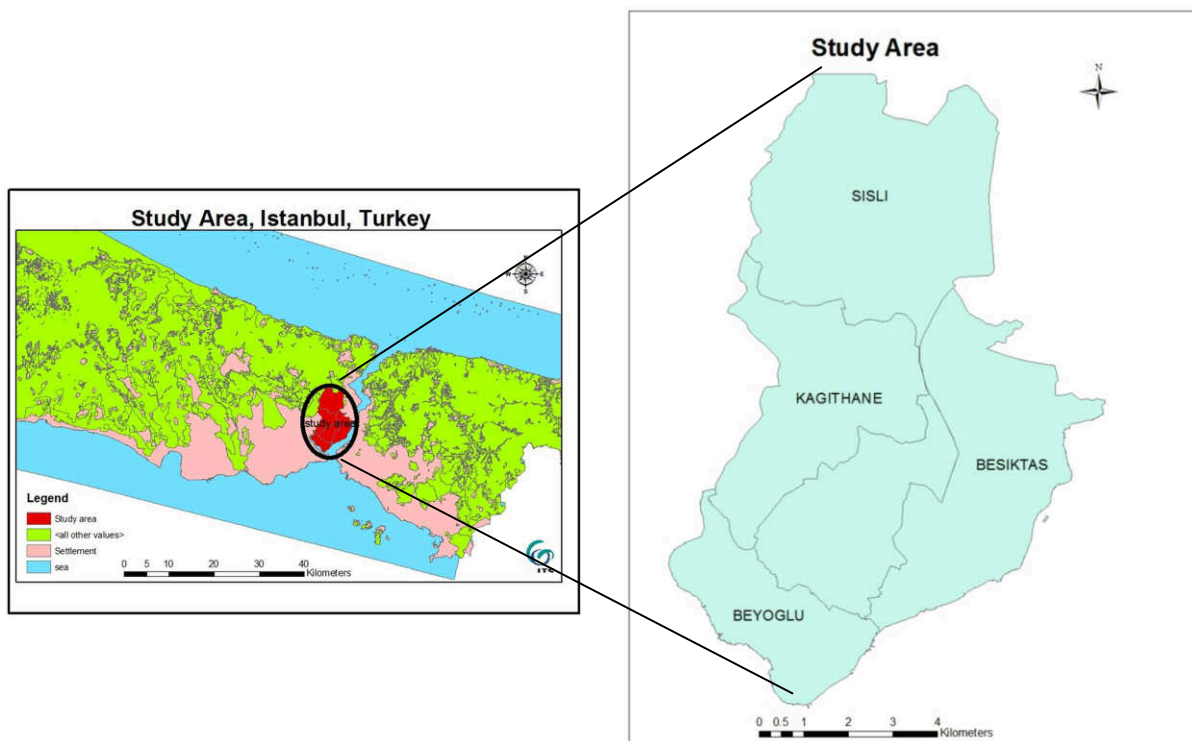 Study Area, Istanbul, Turkey
N
W E
S
study area
Legend
Study area
<all other values>
Settlement
sea
0 5 10 20 30 40
Kilometers
ITC
Study Area
N
SISLI
KAGITHANE
BESIKTAS
BEYOGLU
0 0.5 1 2 3 4
Kilometers